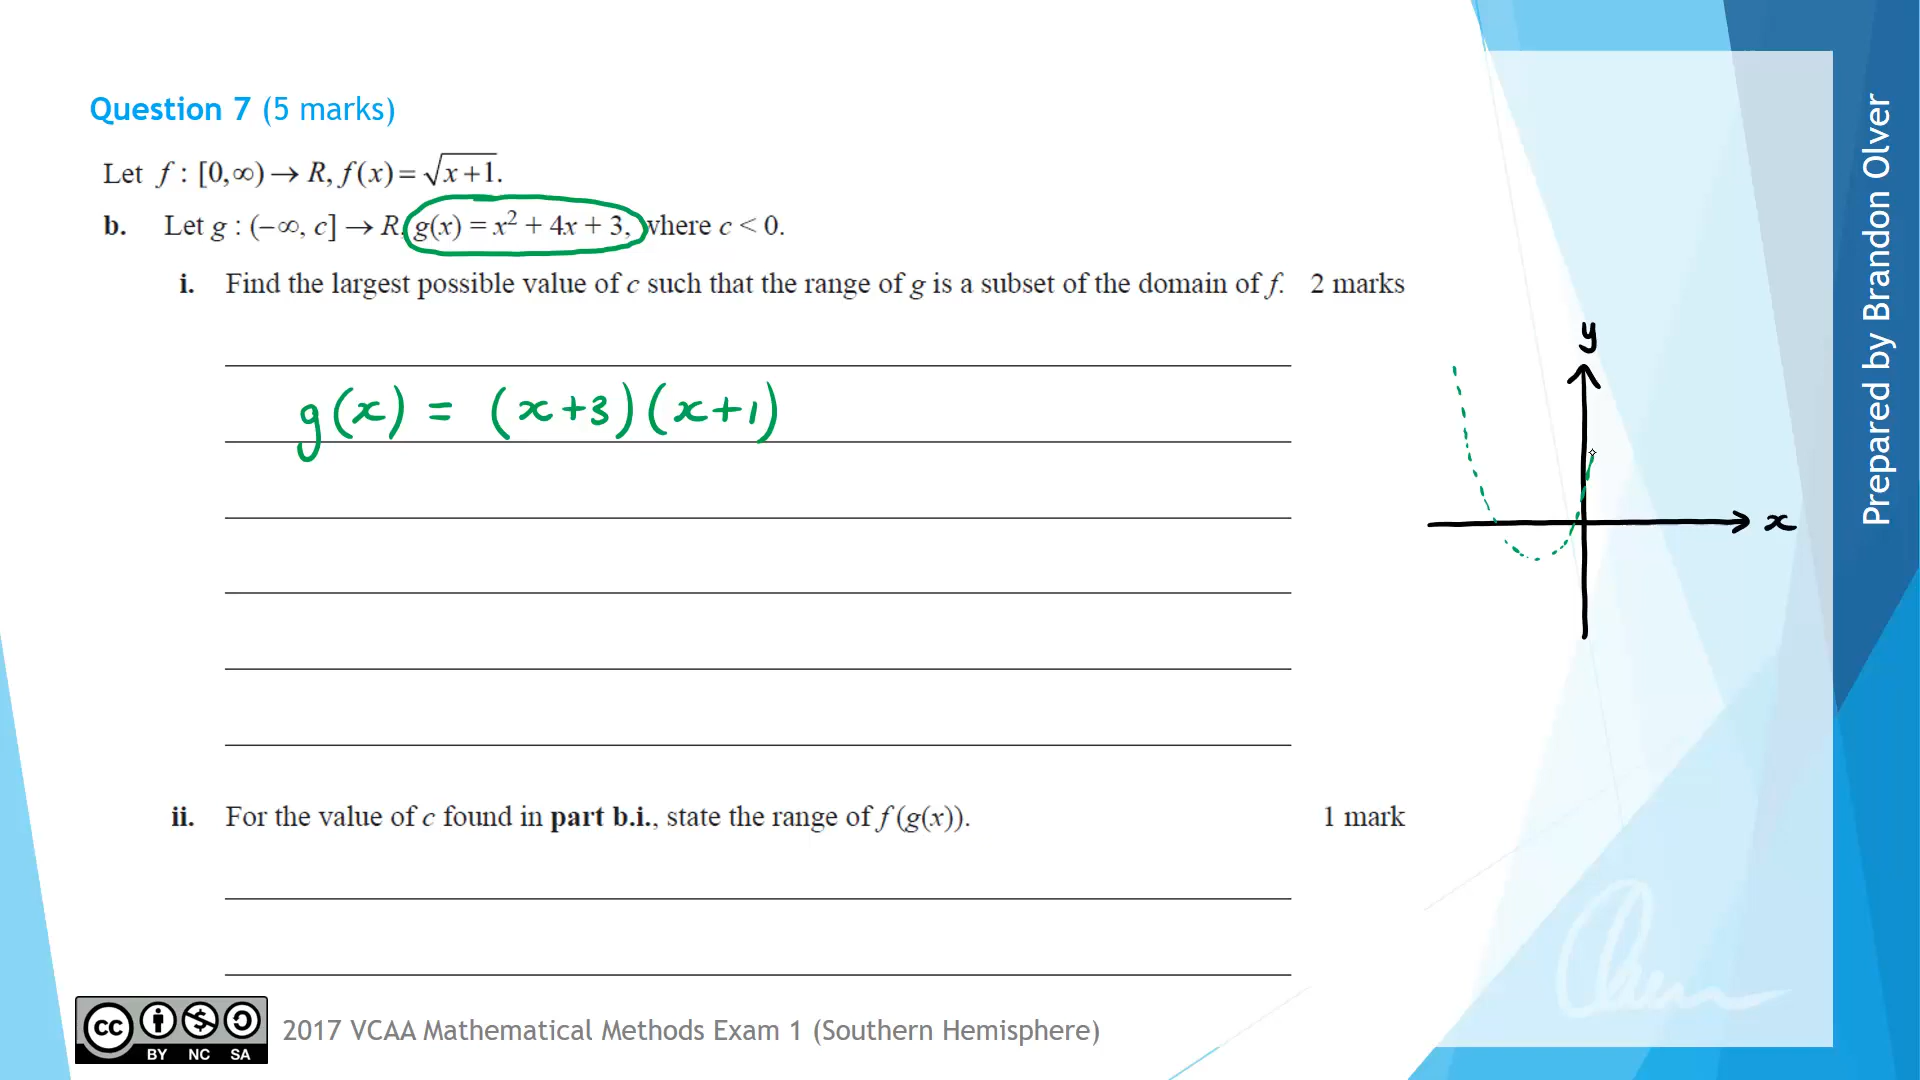 Question 7 (5 marks)
Let f : [0,∞) → R, f(x) = √x+1.
b. Let g : (−∞, c] → R, g(x) = x² + 4x + 3, where c < 0.
i. Find the largest possible value of c such that the range of g is a subset of the domain of f. 2 marks
g(x) = (x+3)(x+1)
y
x
ii. For the value of c found in part b.i., state the range of f(g(x)). 1 mark
cc
BY NC SA
2017 VCAA Mathematical Methods Exam 1 (Southern Hemisphere)
Prepared by Brandon Olver